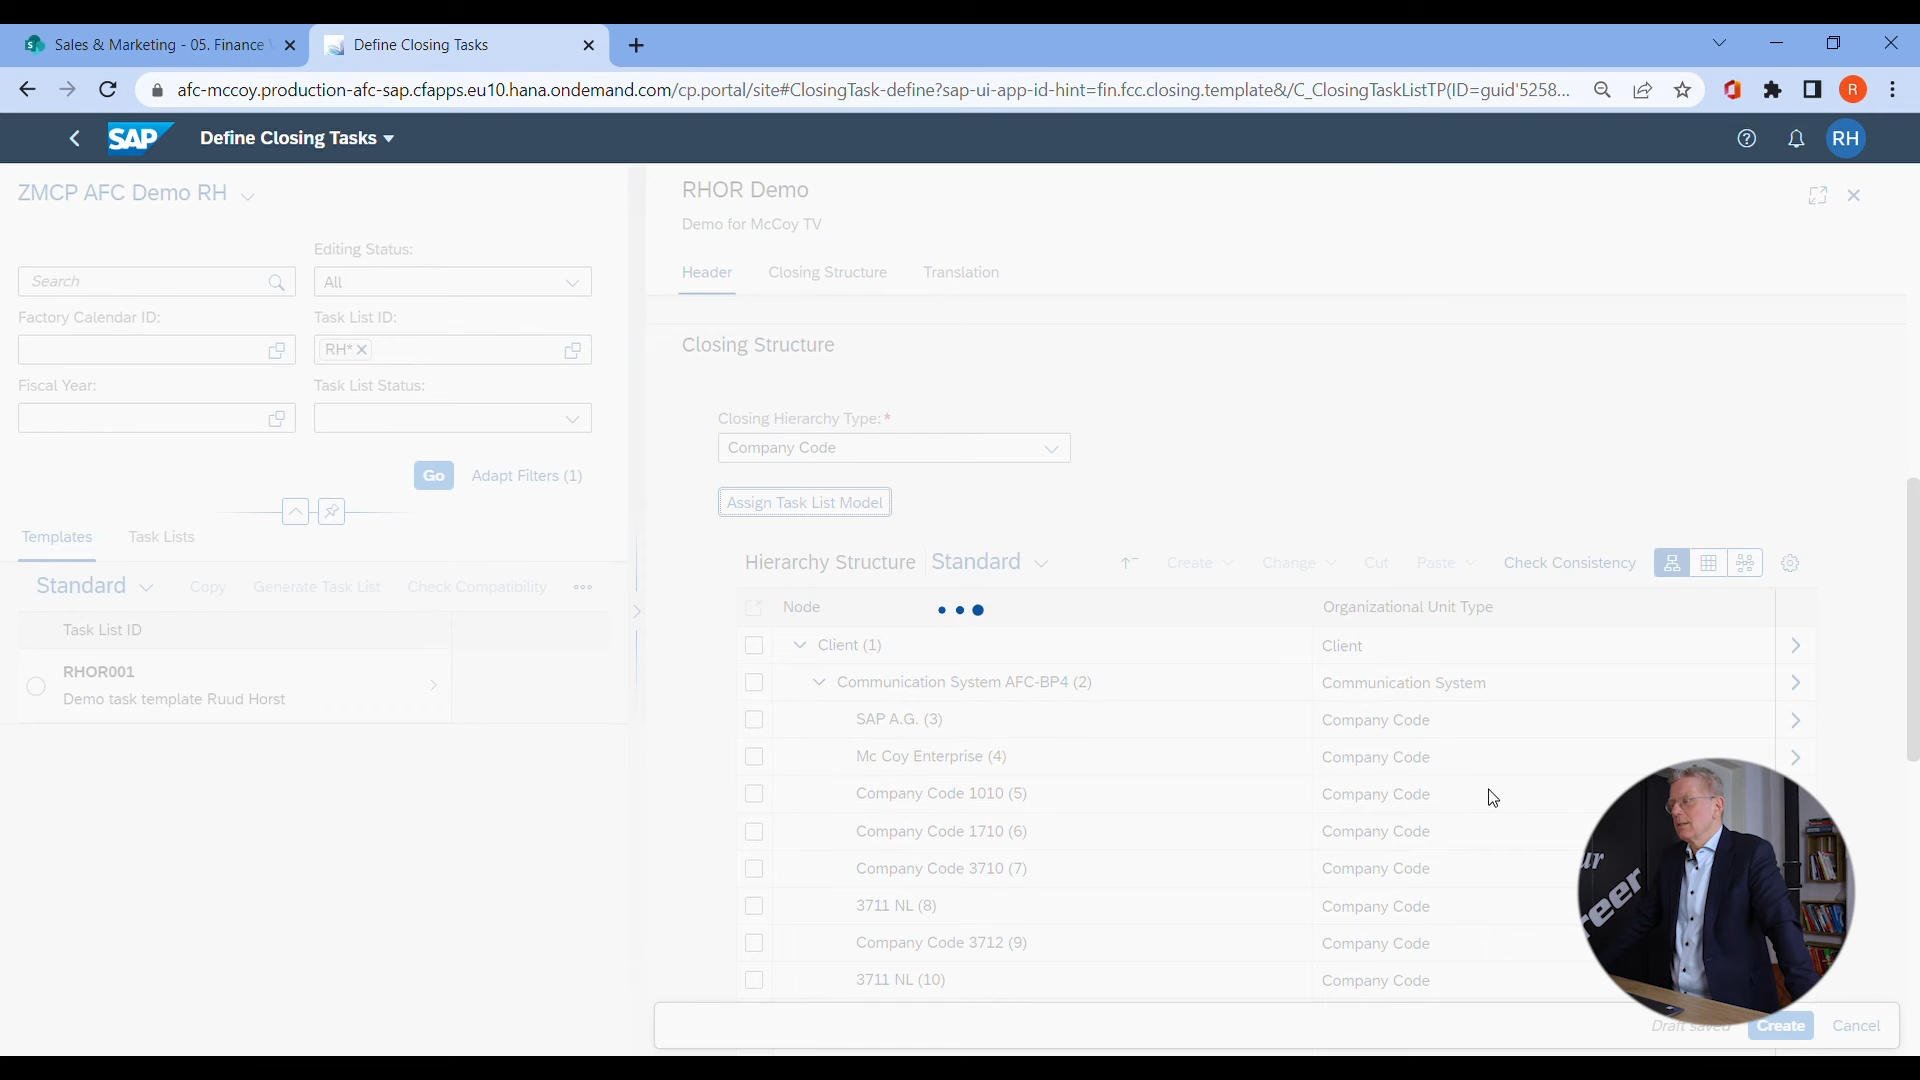 Sales & Marketing - 05. Finance
Define Closing Tasks
afc-mccoy.production-afc-sap.cfapps.eu10.hana.ondemand.com/cp.portal/site#ClosingTask-define?sap-ui-app-id-hint=fin.fcc.closing.template&/C_ClosingTaskListTP(ID=guid'5258...
R
SAP
Define Closing Tasks
RH
ZMCP AFC Demo RH
Editing Status:
Search
All
Factory Calendar ID:
Task List ID:
RH*
Fiscal Year:
Task List Status:
Go
Adapt Filters (1)
Templates
Task Lists
Standard
Copy
Generate Task List
Check Compatibility
Task List ID
RHOR001
Demo task template Ruud Horst
RHOR Demo
Demo for McCoy TV
Header
Closing Structure
Translation
Closing Structure
Closing Hierarchy Type:*
Company Code
Assign Task List Model
Hierarchy Structure
Standard
Create
Change
Cut
Paste
Check Consistency
Node
Organizational Unit Type
Client (1)
Client
Communication System AFC-BP4 (2)
Communication System
SAP A.G. (3)
Company Code
Mc Coy Enterprise (4)
Company Code
Company Code 1010 (5)
Company Code
Company Code 1710 (6)
Company Code
Company Code 3710 (7)
Company Code
3711 NL (8)
Company Code
Company Code 3712 (9)
Company Code
3711 NL (10)
Company Code
ur
reer
Draft saved
Create
Cancel